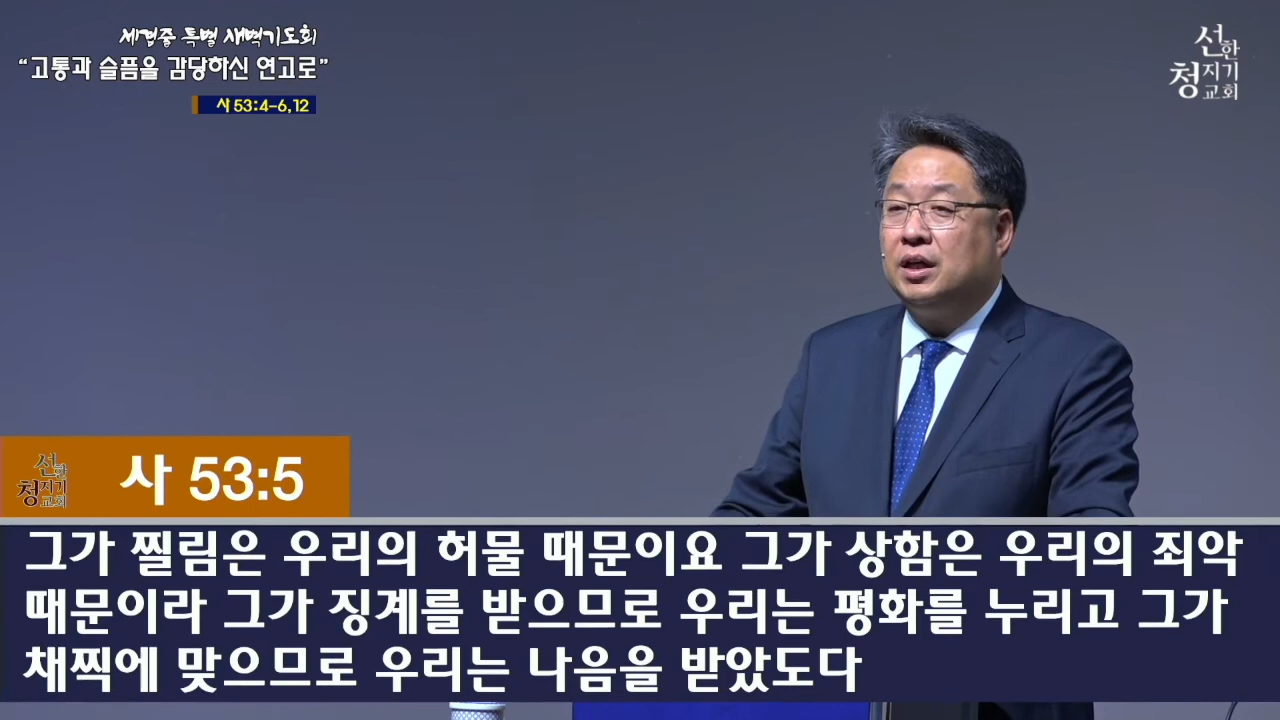 세겹줄 특별 새벽기도회
“고통과 슬픔을 감당하신 연고로”
사 53:4-6,12
선한
청지기
교회
선한
청지기
교회
사 53:5
그가 찔림은 우리의 허물 때문이요 그가 상함은 우리의 죄악
때문이라 그가 징계를 받으므로 우리는 평화를 누리고 그가
채찍에 맞으므로 우리는 나음을 받았도다